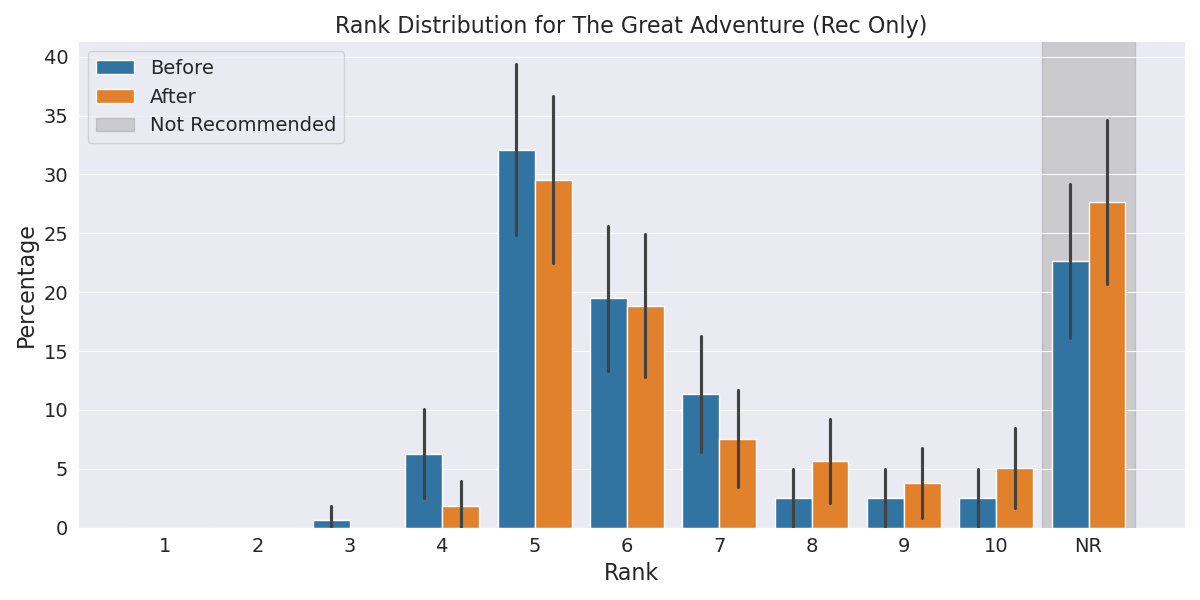 Rank Distribution for The Great Adventure (Rec Only)
Before
After
Not Recommended
Percentage
40
35
30
25
20
15
10
5
0
1 2 3 4 5 6 7 8 9 10 NR
Rank